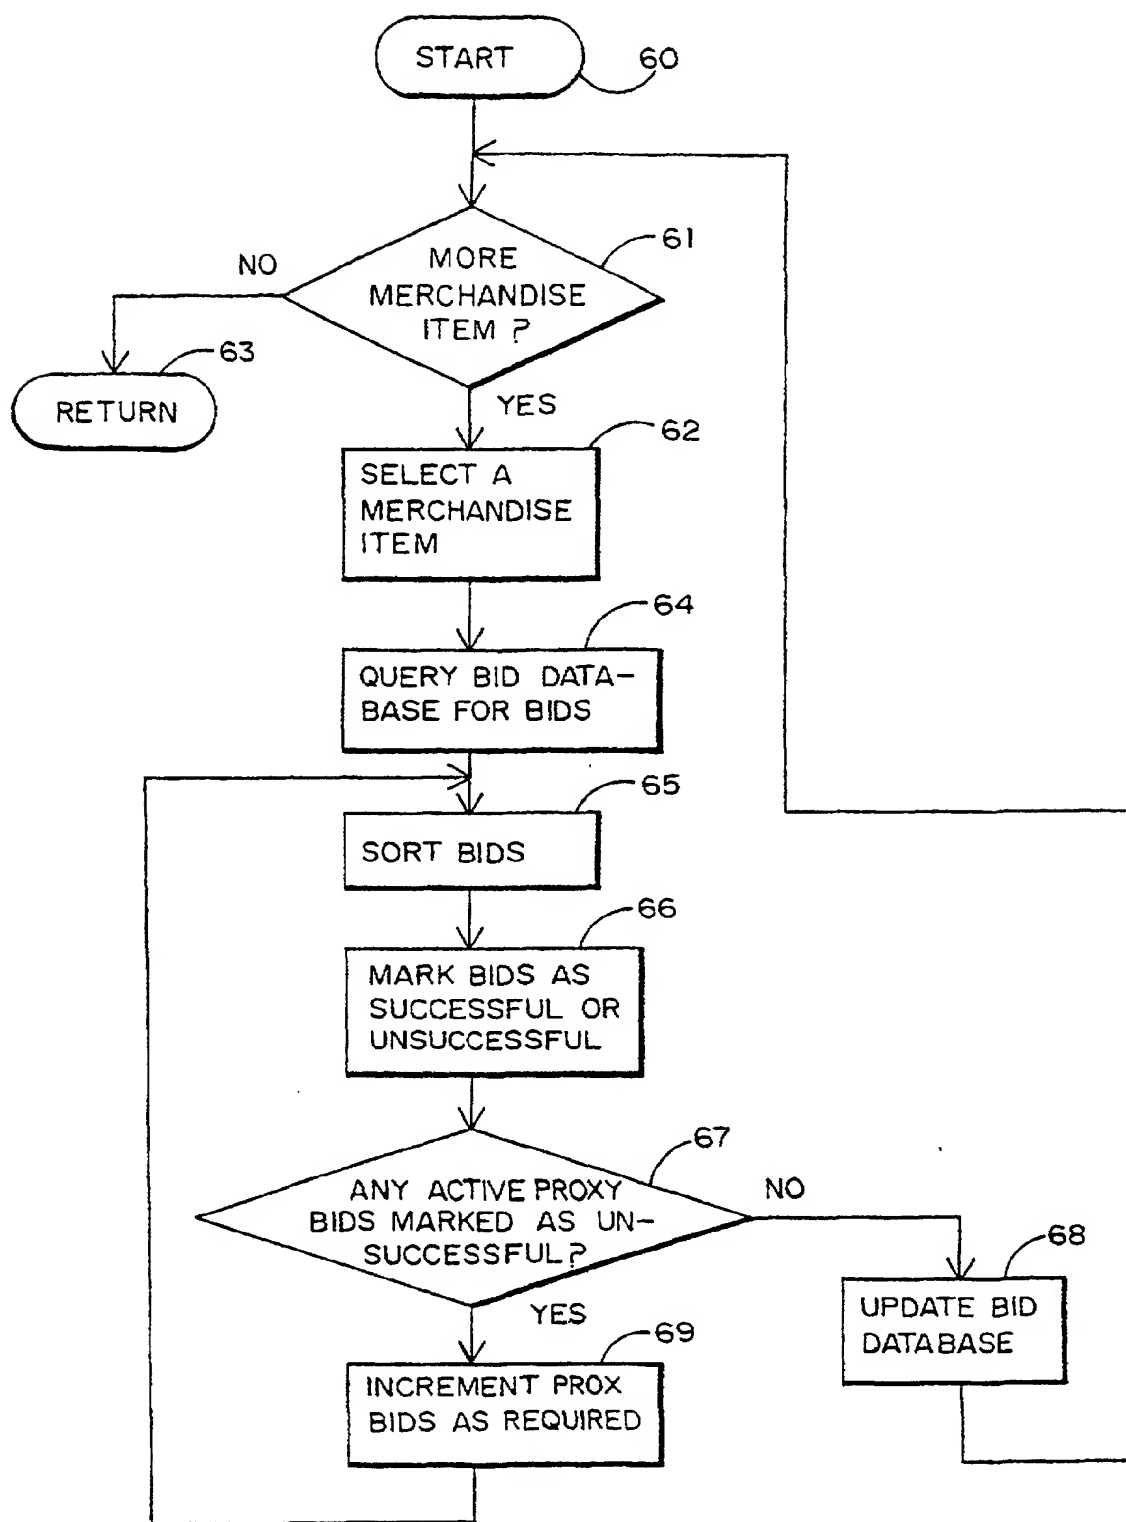 START
60
MORE
MERCHANDISE
ITEM ?
61
NO
63
RETURN
YES
62
SELECT A
MERCHANDISE
ITEM
64
QUERY BID DATA-
BASE FOR BIDS
65
SORT BIDS
66
MARK BIDS AS
SUCCESSFUL OR
UNSUCCESSFUL
67
ANY ACTIVE PROXY
BIDS MARKED AS UN-
SUCCESSFUL?
NO
68
UPDATE BID
DATABASE
YES
69
INCREMENT PROX
BIDS AS REQUIRED